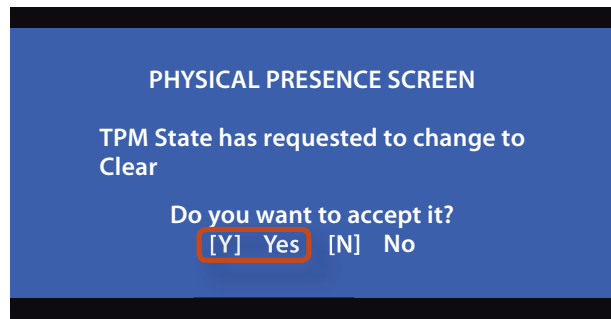 PHYSICAL PRESENCE SCREEN
TPM State has requested to change to
Clear
Do you want to accept it?
[Y] Yes [N] No